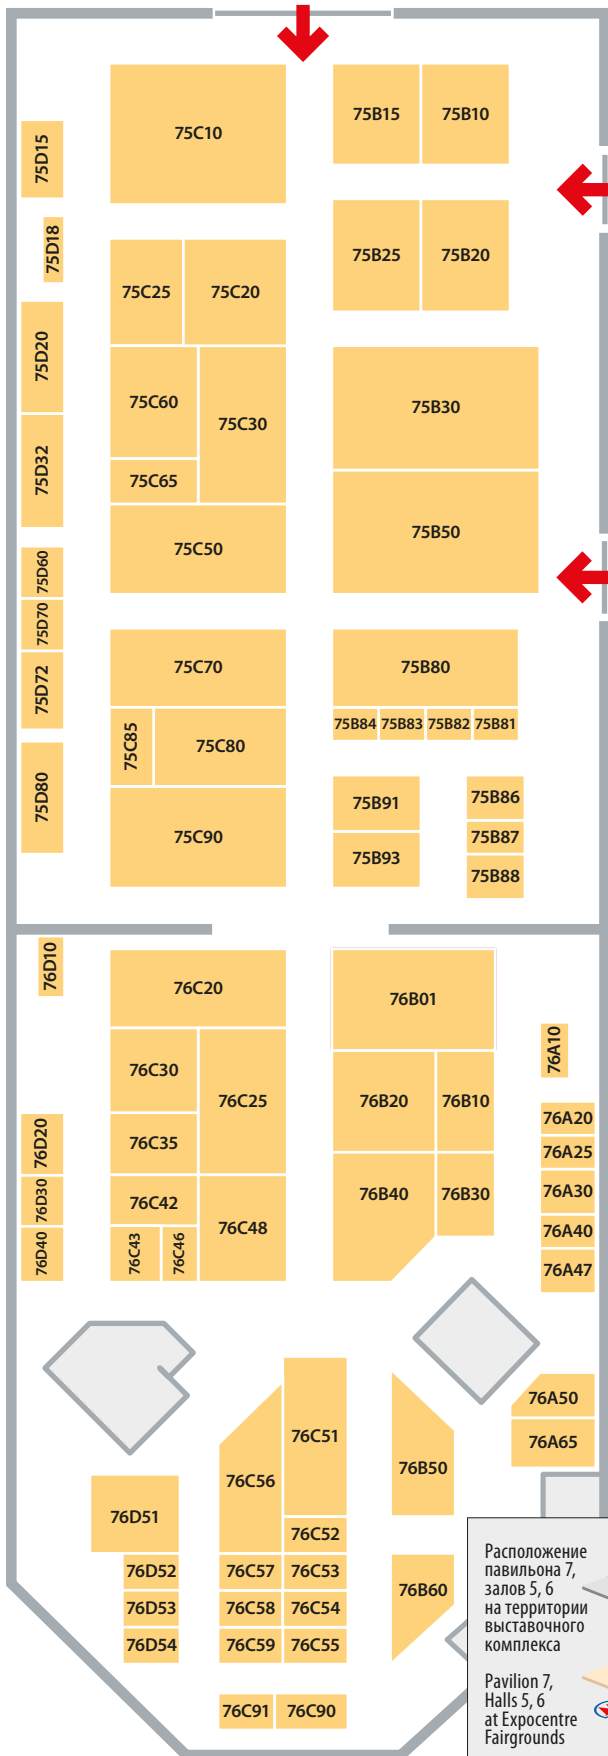 75C10
75B15
75B10
75D15
75D18
75C25
75C20
75B25
75B20
75D20
75C60
75C30
75B30
75D32
75C65
75C50
75B50
75D60
75D70
75D72
75C70
75B80
75C85
75C80
75B84
75B83
75B82
75B81
75D80
75C90
75B91
75B86
75B87
75B93
75B88
76D10
76C20
76B01
76C30
76C25
76B20
76B10
76A10
76D20
76C35
76A20
76A25
76D30
76C42
76C48
76B40
76B30
76A30
76A40
76D40
76C43
76C46
76A47
76C51
76A50
76C56
76B50
76A65
76D51
76C52
76D52
76C57
76C53
76B60
76D53
76C58
76C54
76D54
76C59
76C55
76C91
76C90
Расположение
павильона 7,
залов 5, 6
на территории
выставочного
комплекса
Pavilion 7,
Halls 5, 6
at Expocentre
Fairgrounds